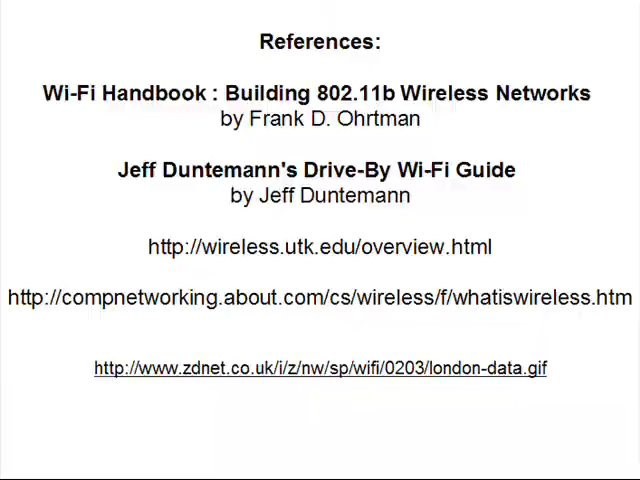 References:
Wi-Fi Handbook : Building 802.11b Wireless Networks
by Frank D. Ohrtman
Jeff Duntemann's Drive-By Wi-Fi Guide
by Jeff Duntemann
http://wireless.utk.edu/overview.html
http://compnetworking.about.com/cs/wireless/f/whatiswireless.htm
http://www.zdnet.co.uk/i/z/nw/sp/wifi/0203/london-data.gif